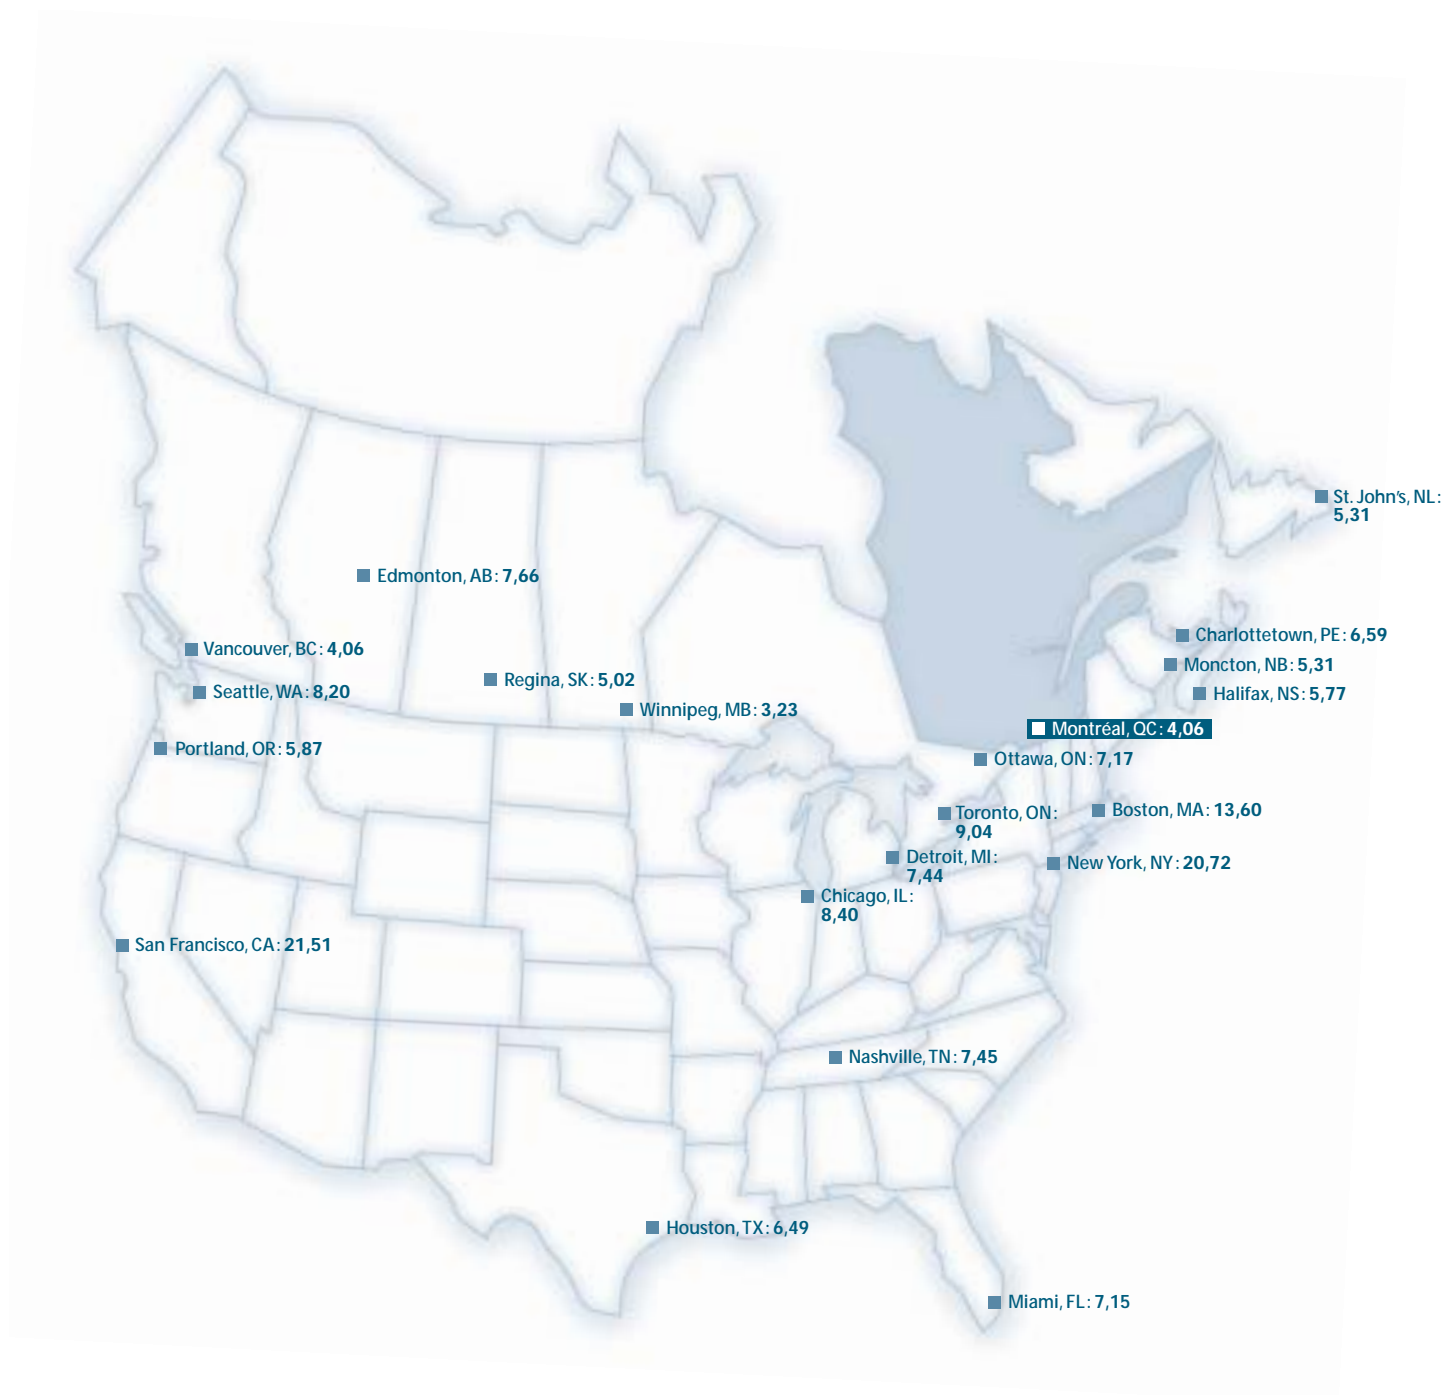 St. John's, NL:
5,31
Edmonton, AB: 7,66
Charlottetown, PE: 6,59
Vancouver, BC: 4,06
Moncton, NB: 5,31
Regina, SK: 5,02
Seattle, WA: 8,20
Halifax, NS: 5,77
Winnipeg, MB: 3,23
Montréal, QC: 4,06
Portland, OR: 5,87
Ottawa, ON: 7,17
Boston, MA: 13,60
Toronto, ON:
9,04
Detroit, MI:
7,44
New York, NY: 20,72
Chicago, IL:
8,40
San Francisco, CA: 21,51
Nashville, TN: 7,45
Houston, TX: 6,49
Miami, FL: 7,15